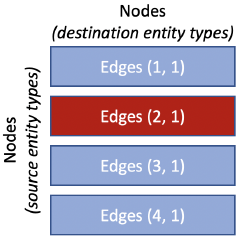 Nodes
(destination entity types)
Nodes
(source entity types)
Edges (1, 1)
Edges (2, 1)
Edges (3, 1)
Edges (4, 1)